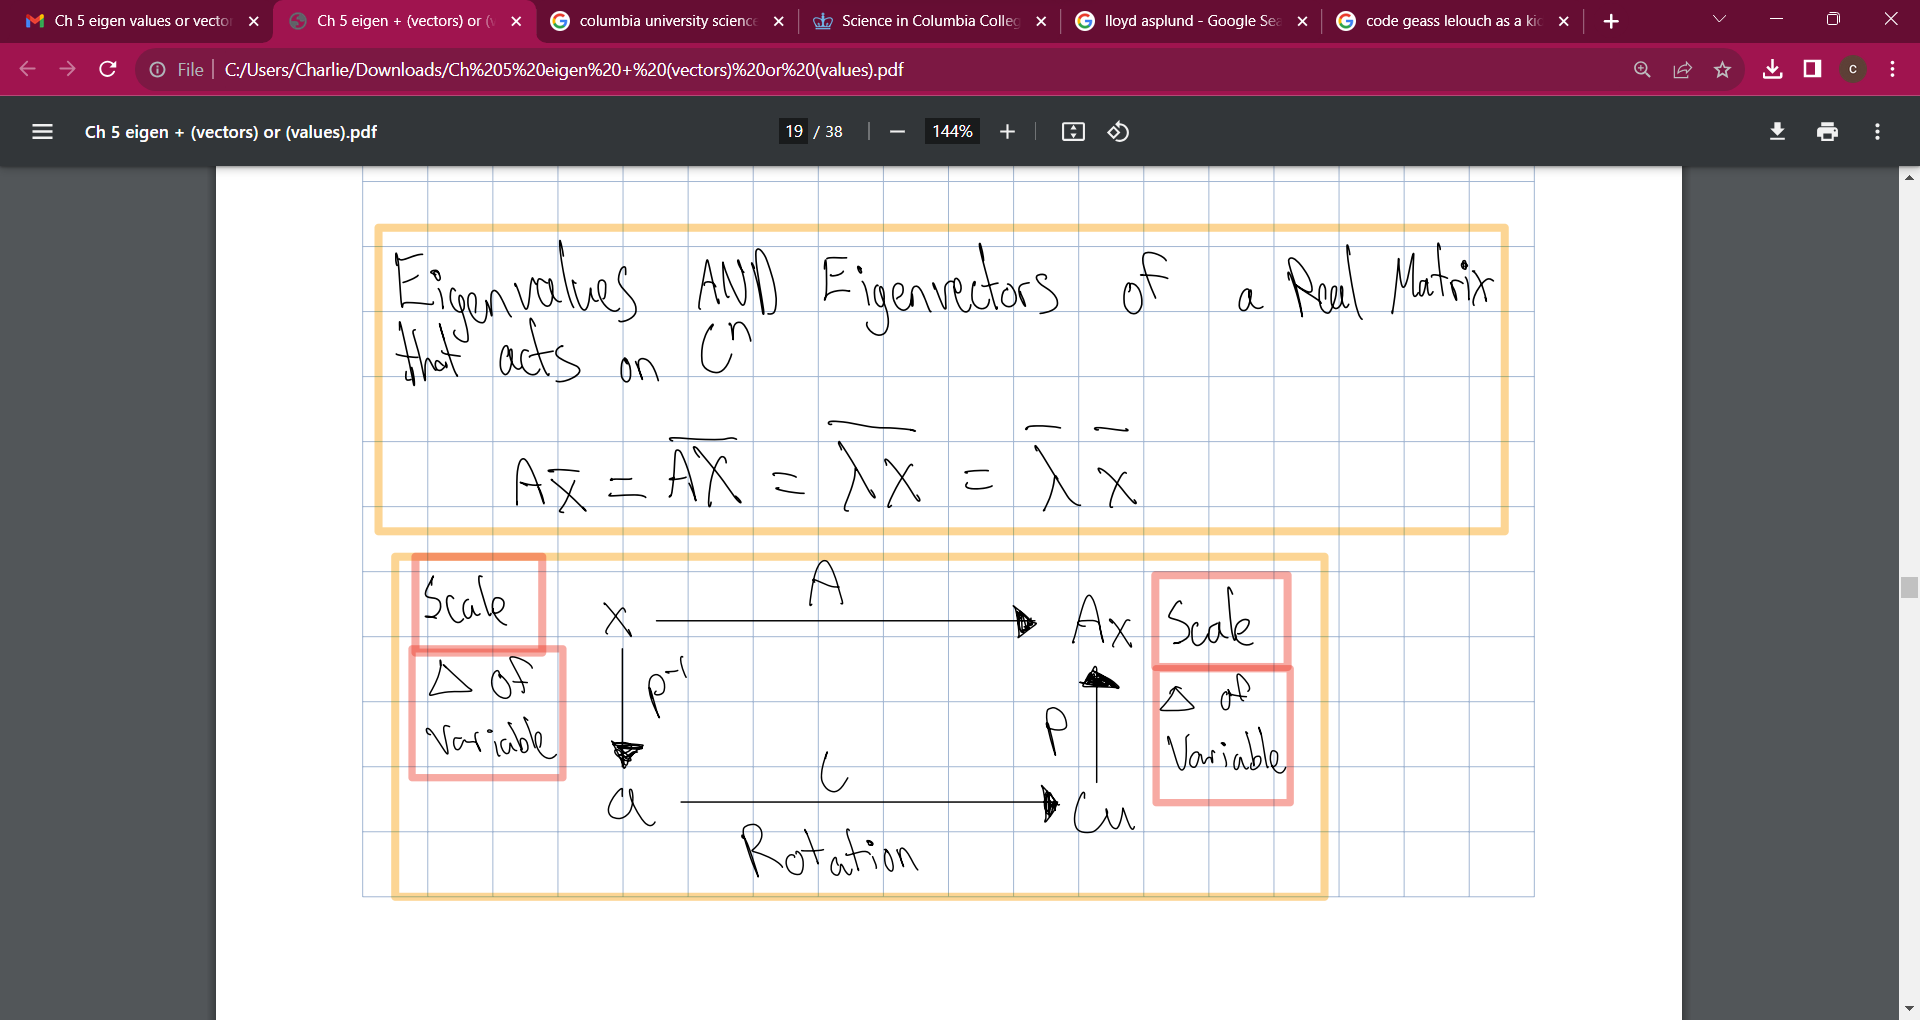 Ch 5 eigen values or vector
Ch 5 eigen + (vectors) or (v
columbia university science
Science in Columbia Colleg
lloyd asplund - Google Sea
code geass lelouch as a kid
File
C:/Users/Charlie/Downloads/Ch%205%20eigen%20+%20(vectors)%20or%20(values).pdf
C
Ch 5 eigen + (vectors) or (values).pdf
19 / 38
144%
Eigenvalues AND Eigenvectors of a Real Matrix
that acts on Cⁿ
Ax̅ = A̅x̅ = λ̅x̅ = λ̅ x̅
Scale
x
A
Ax
Scale
Δ of
Variable
P⁻¹
P
Δ of
Variable
C
u
Cu
Rotation